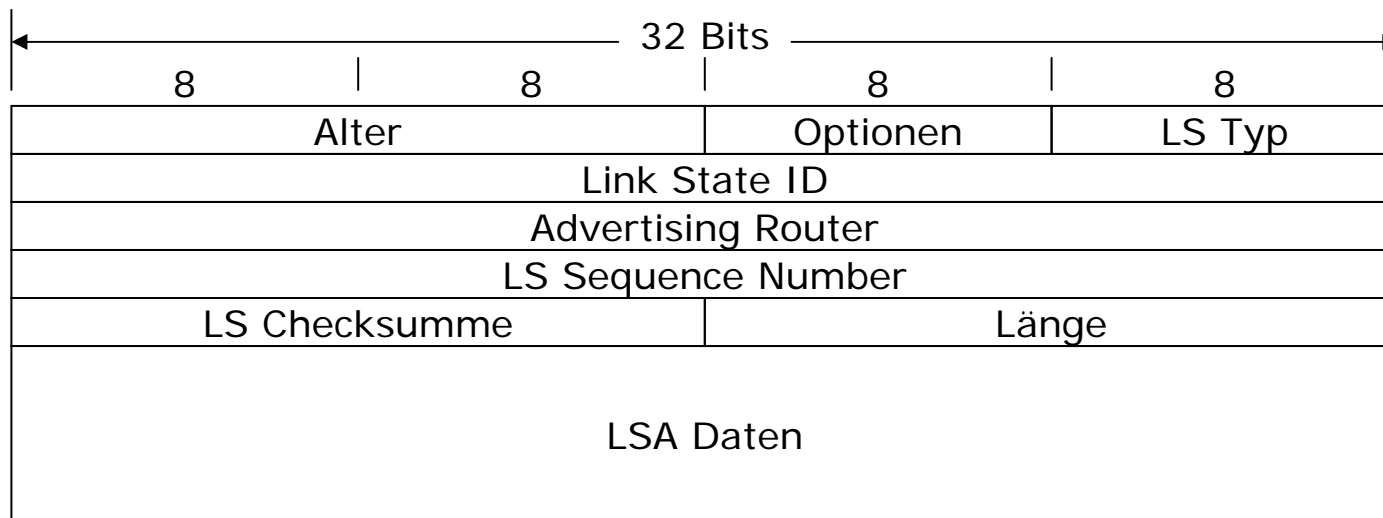 32 Bits
8 8 8 8
Alter Optionen LS Typ
Link State ID
Advertising Router
LS Sequence Number
LS Checksumme Länge
LSA Daten